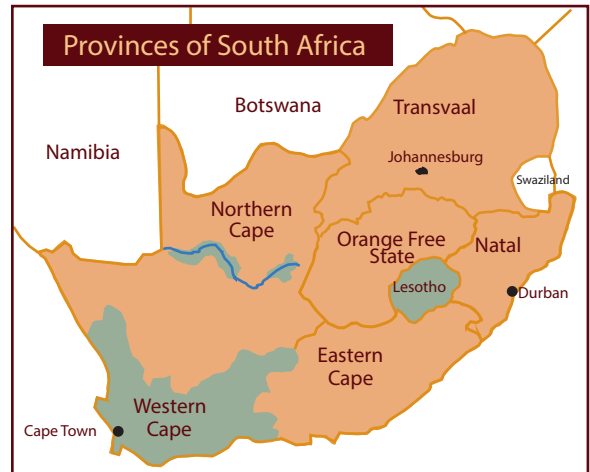 Provinces of South Africa
Botswana
Transvaal
Namibia
Johannesburg
Swaziland
Northern
Cape
Orange Free
State
Natal
Lesotho
Durban
Eastern
Cape
Western
Cape
Cape Town